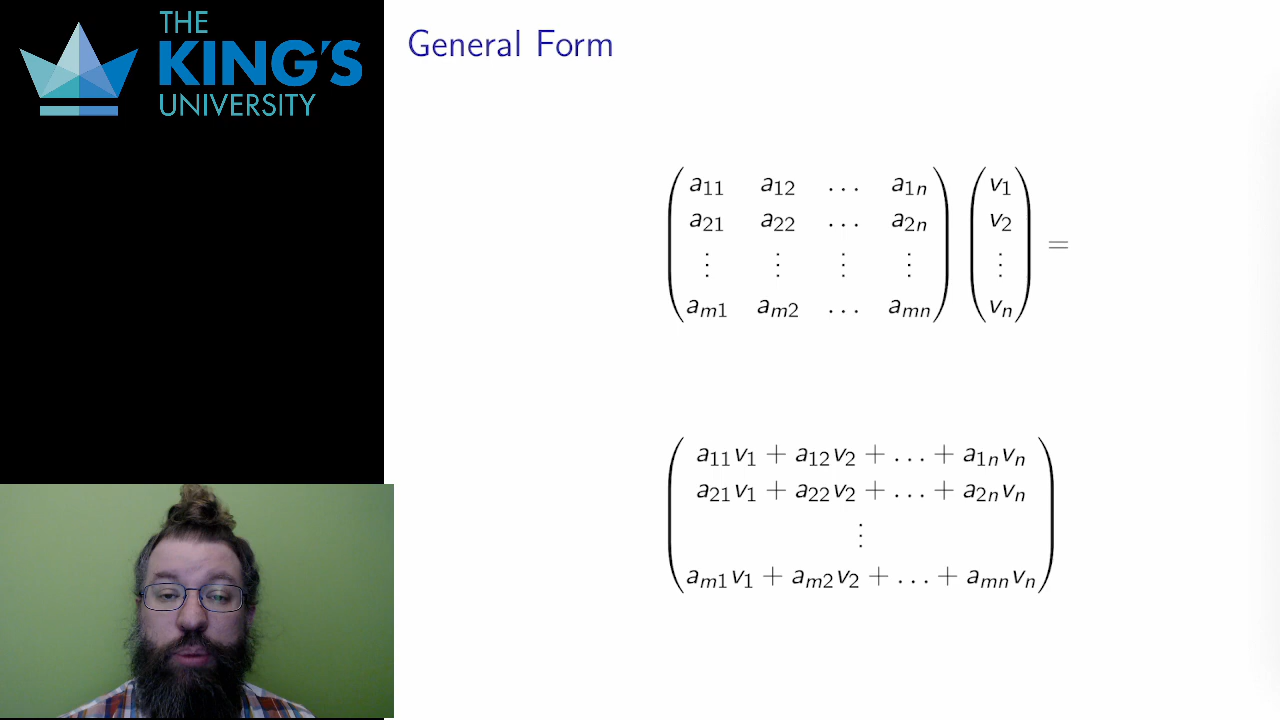 THE
KING'S
UNIVERSITY
General Form
a11 a12 ... a1n v1
a21 a22 ... a2n v2
⋮ ⋮ ⋮ ⋮ ⋮ =
am1 am2 ... amn vn
a11v1 + a12v2 + ... + a1nvn
a21v1 + a22v2 + ... + a2nvn
⋮
am1v1 + am2v2 + ... + amnvn